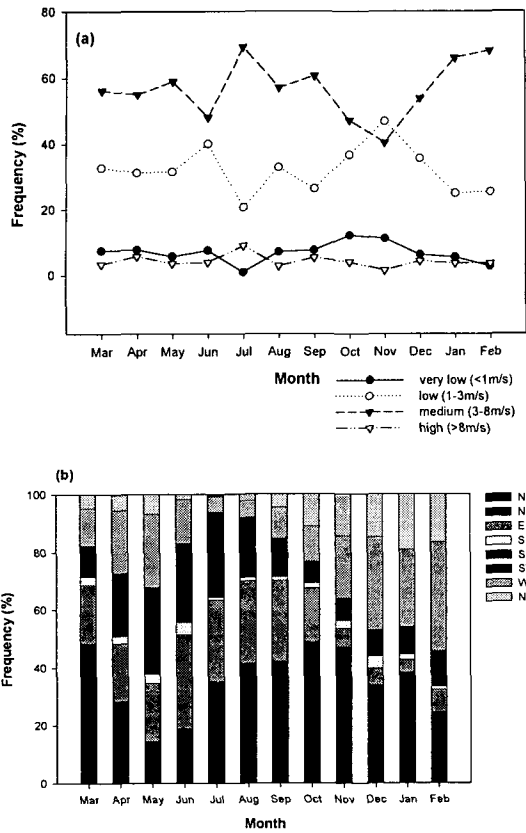 (a)
80
60
40
20
0
Frequency (%)
Mar Apr May Jun Jul Aug Sep Oct Nov Dec Jan Feb
Month
very low (<1m/s)
low (1-3m/s)
medium (3-8m/s)
high (>8m/s)
(b)
100
80
60
40
20
0
Frequency (%)
N
N
E
S
S
S
W
N
Mar Apr May Jun Jul Aug Sep Oct Nov Dec Jan Feb
Month